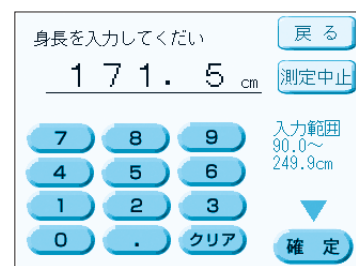 身長を入力してくだい
戻る
171.5 cm
測定中止
入力範囲
90.0～
249.9cm
7 8 9
4 5 6
1 2 3
0 . クリア
確定